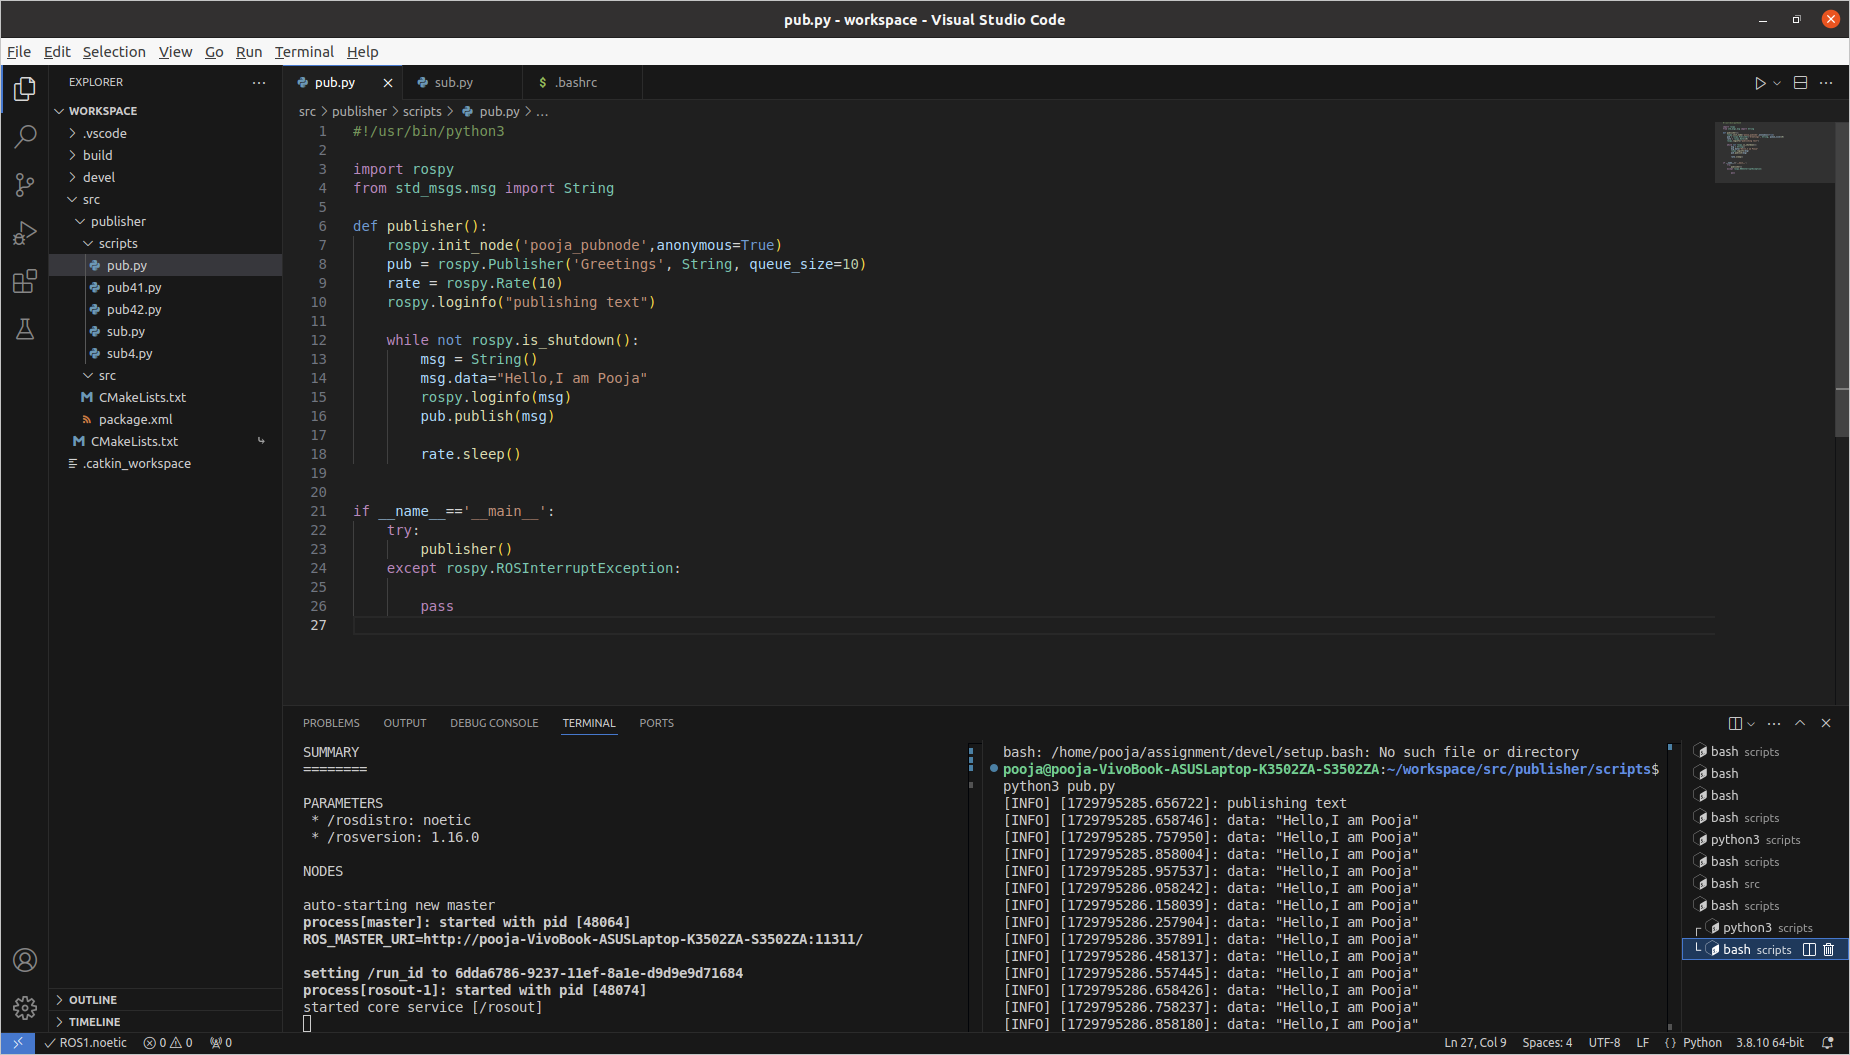 pub.py - workspace - Visual Studio Code
File Edit Selection View Go Run Terminal Help
EXPLORER
WORKSPACE
.vscode
build
devel
src
publisher
scripts
pub.py
pub41.py
pub42.py
sub.py
sub4.py
src
CMakeLists.txt
package.xml
CMakeLists.txt
.catkin_workspace
OUTLINE
TIMELINE
pub.py sub.py $ .bashrc
src > publisher > scripts > pub.py > ...
1 #!/usr/bin/python3
2
3 import rospy
4 from std_msgs.msg import String
5
6 def publisher():
7 rospy.init_node('pooja_pubnode',anonymous=True)
8 pub = rospy.Publisher('Greetings', String, queue_size=10)
9 rate = rospy.Rate(10)
10 rospy.loginfo("publishing text")
11
12 while not rospy.is_shutdown():
13 msg = String()
14 msg.data="Hello,I am Pooja"
15 rospy.loginfo(msg)
16 pub.publish(msg)
17
18 rate.sleep()
19
20
21 if __name__=='__main__':
22 try:
23 publisher()
24 except rospy.ROSInterruptException:
25
26 pass
27
PROBLEMS OUTPUT DEBUG CONSOLE TERMINAL PORTS
SUMMARY
========
PARAMETERS
* /rosdistro: noetic
* /rosversion: 1.16.0
NODES
auto-starting new master
process[master]: started with pid [48064]
ROS_MASTER_URI=http://pooja-VivoBook-ASUSLaptop-K3502ZA-S3502ZA:11311/
setting /run_id to 6dda6786-9237-11ef-8a1e-d9d9e9d71684
process[rosout-1]: started with pid [48074]
started core service [/rosout]
bash: /home/pooja/assignment/devel/setup.bash: No such file or directory
pooja@pooja-VivoBook-ASUSLaptop-K3502ZA-S3502ZA:~/workspace/src/publisher/scripts$
python3 pub.py
[INFO] [1729795285.656722]: publishing text
[INFO] [1729795285.658746]: data: "Hello,I am Pooja"
[INFO] [1729795285.757950]: data: "Hello,I am Pooja"
[INFO] [1729795285.858004]: data: "Hello,I am Pooja"
[INFO] [1729795285.957537]: data: "Hello,I am Pooja"
[INFO] [1729795286.058242]: data: "Hello,I am Pooja"
[INFO] [1729795286.158039]: data: "Hello,I am Pooja"
[INFO] [1729795286.257904]: data: "Hello,I am Pooja"
[INFO] [1729795286.357891]: data: "Hello,I am Pooja"
[INFO] [1729795286.458137]: data: "Hello,I am Pooja"
[INFO] [1729795286.557445]: data: "Hello,I am Pooja"
[INFO] [1729795286.658426]: data: "Hello,I am Pooja"
[INFO] [1729795286.758237]: data: "Hello,I am Pooja"
[INFO] [1729795286.858180]: data: "Hello,I am Pooja"
bash scripts
bash
bash
bash scripts
python3 scripts
bash scripts
bash src
bash scripts
python3 scripts
bash scripts
ROS1.noetic 0 0 0 Ln 27, Col 9 Spaces: 4 UTF-8 LF {} Python 3.8.10 64-bit